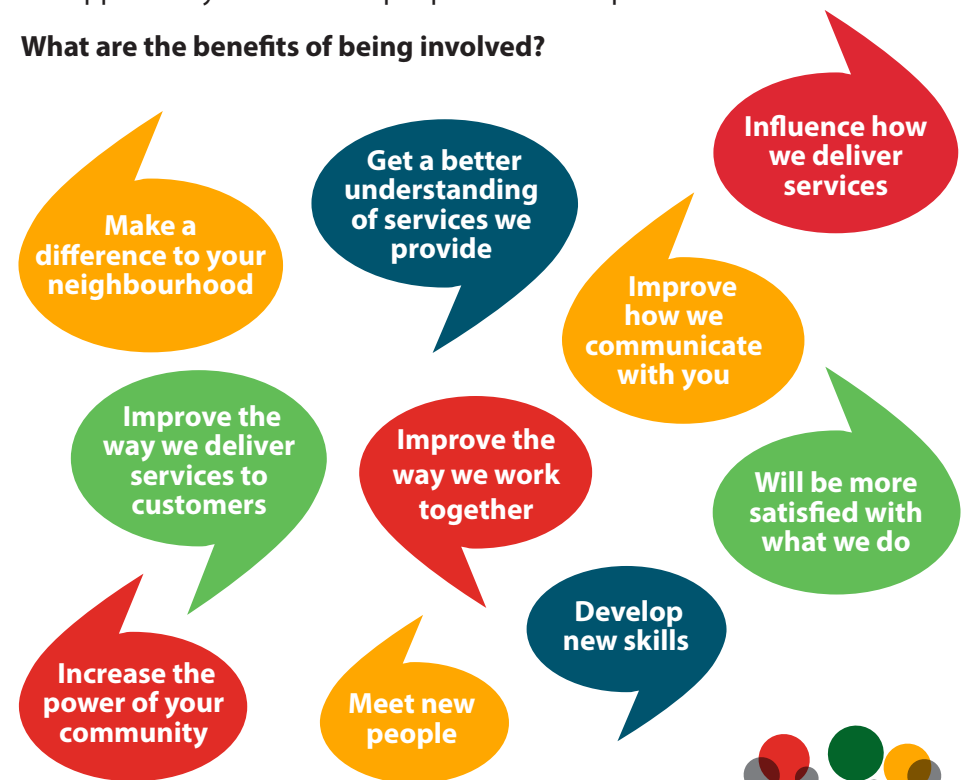 What are the benefits of being involved?
Influence how
we deliver
services
Get a better
understanding
of services we
provide
Make a
difference to your
neighbourhood
Improve
how we
communicate
with you
Improve the
way we deliver
services to
customers
Improve the
way we work
together
Will be more
satisfied with
what we do
Develop
new skills
Increase the
power of your
community
Meet new
people